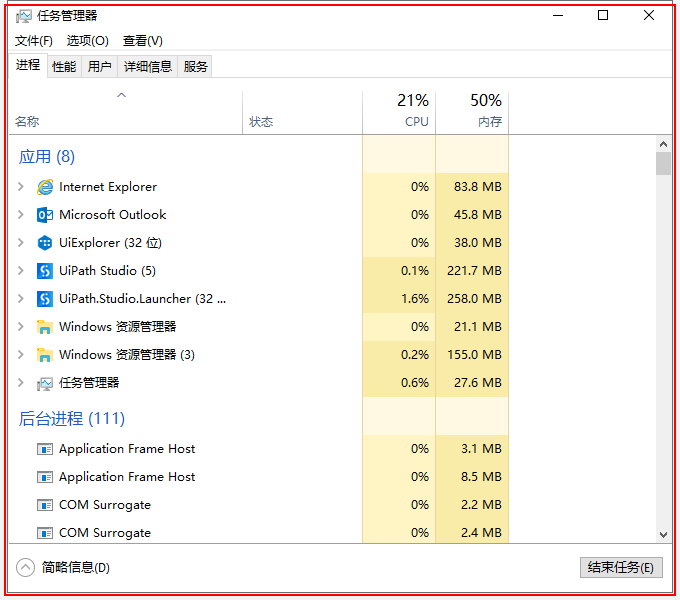 任务管理器
文件(F) 选项(O) 查看(V)
进程 性能 用户 详细信息 服务
21% 50%
名称 状态 CPU 内存
应用 (8)
Internet Explorer 0% 83.8 MB
Microsoft Outlook 0% 45.8 MB
UiExplorer (32 位) 0% 38.0 MB
UiPath Studio (5) 0.1% 221.7 MB
UiPath.Studio.Launcher (32 ... 1.6% 258.0 MB
Windows 资源管理器 0% 21.1 MB
Windows 资源管理器 (3) 0.2% 155.0 MB
任务管理器 0.6% 27.6 MB
后台进程 (111)
Application Frame Host 0% 3.1 MB
Application Frame Host 0% 8.5 MB
COM Surrogate 0% 2.2 MB
COM Surrogate 0% 2.4 MB
简略信息(D) 结束任务(E)